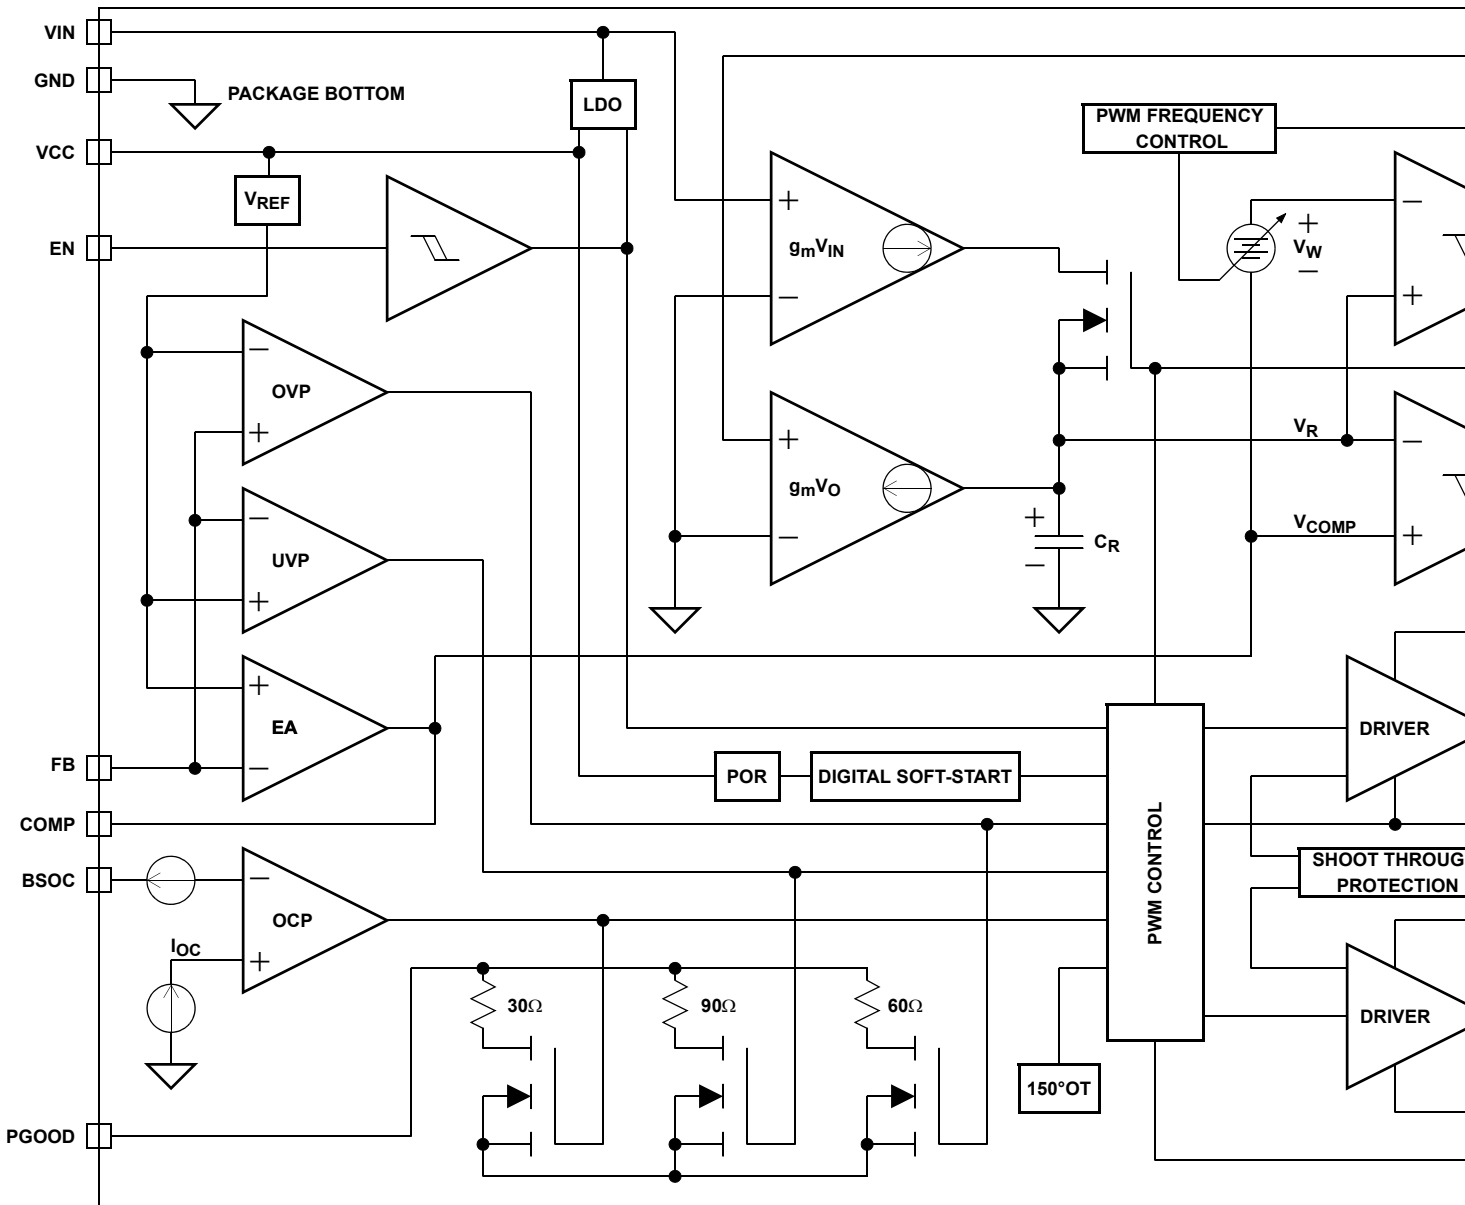 VIN
GND
PACKAGE BOTTOM
LDO
PWM FREQUENCY
CONTROL
VCC
VREF
EN
+
gmVIN
−
−
+
VW
−
+
−
OVP
+
+
gmVO
−
VR
−
VCOMP
+
+
CR
−
−
UVP
+
+
EA
−
FB
COMP
POR
DIGITAL SOFT-START
PWM CONTROL
DRIVER
SHOOT THROUG
PROTECTION
BSOC
−
OCP
+
IOC
30Ω
90Ω
60Ω
DRIVER
150°OT
PGOOD